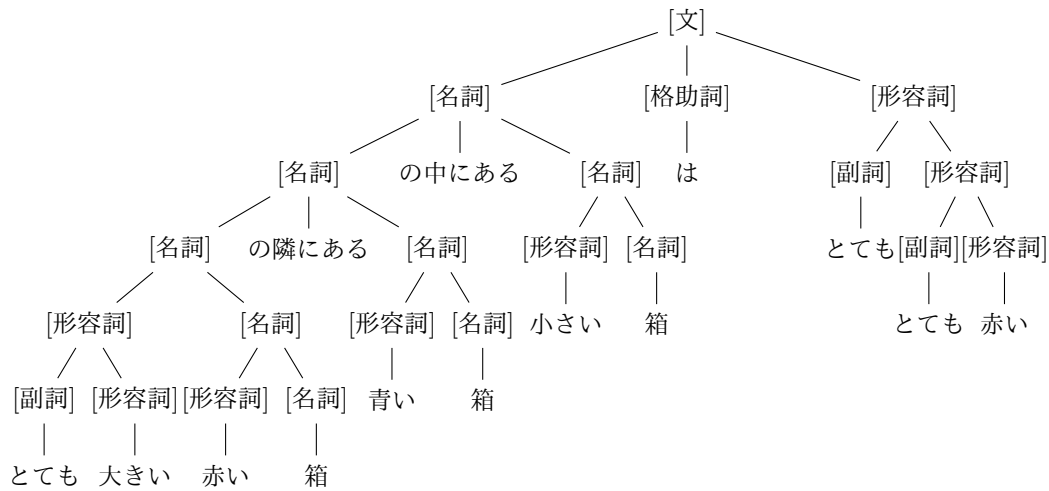 [文]
[名詞] [格助詞] [形容詞]
[名詞] の中にある [名詞] は [副詞] [形容詞]
[名詞] の隣にある [名詞] [形容詞] [名詞] とても [副詞] [形容詞]
[形容詞] [名詞] [形容詞] [名詞] 小さい 箱 とても 赤い
[副詞] [形容詞] [形容詞] [名詞] 青い 箱
とても 大きい 赤い 箱